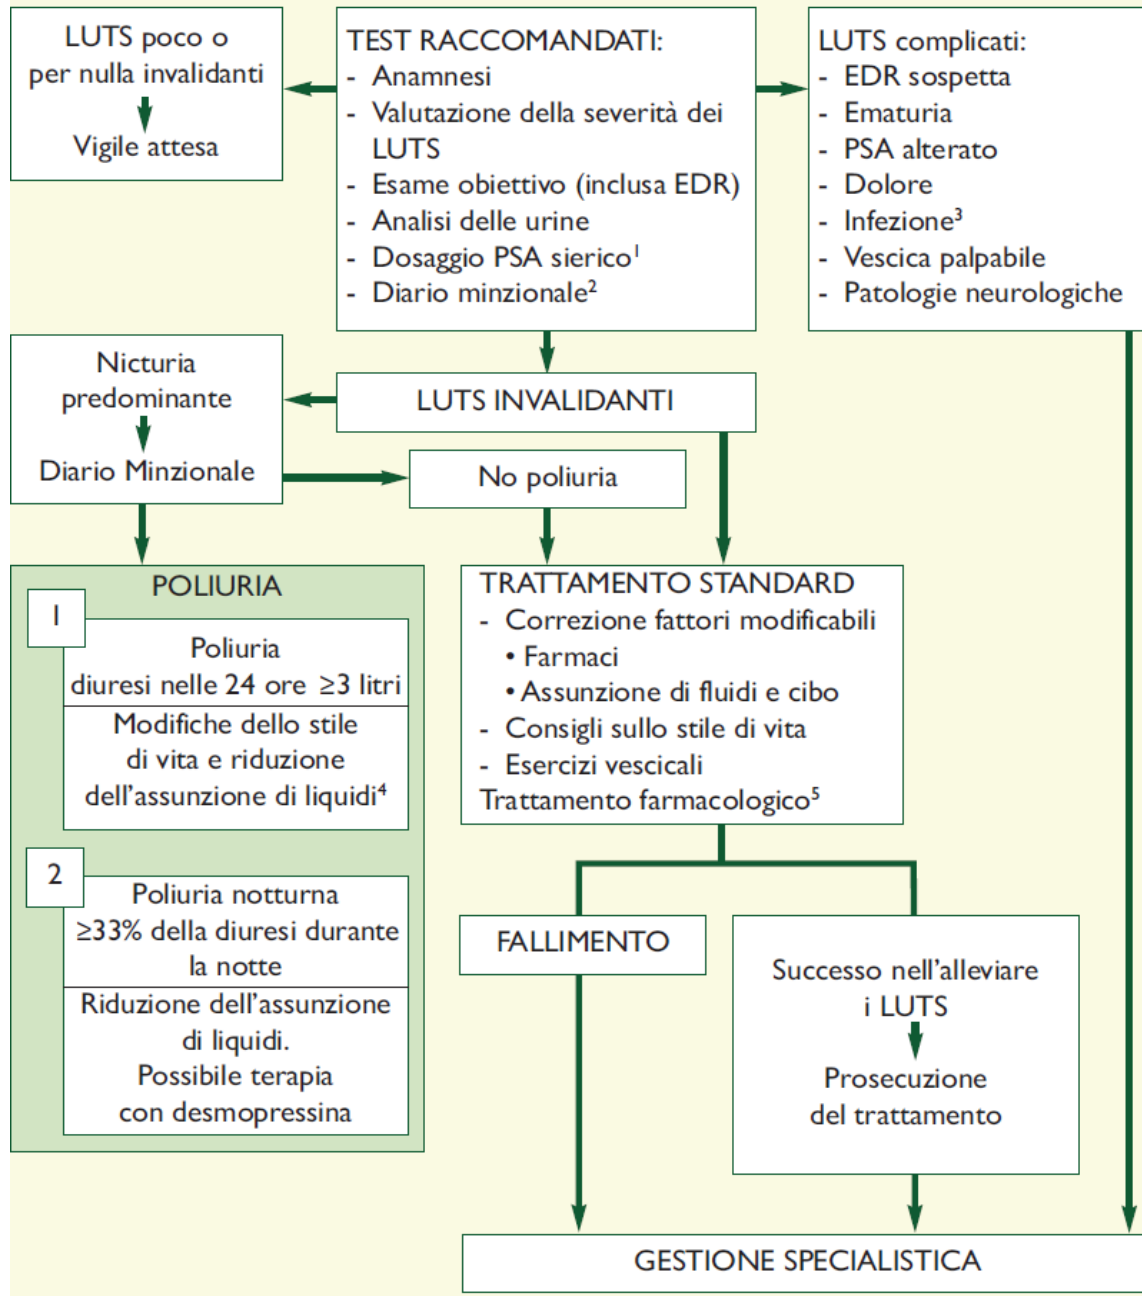 LUTS poco o
per nulla invalidanti
Vigile attesa
TEST RACCOMANDATI:
- Anamnesi
- Valutazione della severità dei
LUTS
- Esame obiettivo (inclusa EDR)
- Analisi delle urine
- Dosaggio PSA sierico¹
- Diario minzionale²
LUTS complicati:
- EDR sospetta
- Ematuria
- PSA alterato
- Dolore
- Infezione³
- Vescica palpabile
- Patologie neurologiche
Nicturia
predominante
Diario Minzionale
LUTS INVALIDANTI
No poliuria
POLIURIA
1
Poliuria
diuresi nelle 24 ore ≥3 litri
Modifiche dello stile
di vita e riduzione
dell'assunzione di liquidi⁴
2
Poliuria notturna
≥33% della diuresi durante
la notte
Riduzione dell'assunzione
di liquidi.
Possibile terapia
con desmopressina
TRATTAMENTO STANDARD
- Correzione fattori modificabili
• Farmaci
• Assunzione di fluidi e cibo
- Consigli sullo stile di vita
- Esercizi vescicali
Trattamento farmacologico⁵
FALLIMENTO
Successo nell'alleviare
i LUTS
Prosecuzione
del trattamento
GESTIONE SPECIALISTICA